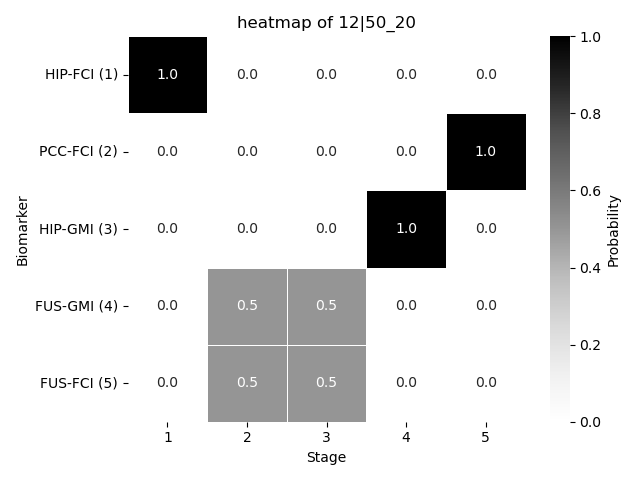 heatmap of 12|50_20
HIP-FCI (1)
1.0 0.0 0.0 0.0 0.0
PCC-FCI (2)
0.0 0.0 0.0 0.0 1.0
HIP-GMI (3)
0.0 0.0 0.0 1.0 0.0
FUS-GMI (4)
0.0 0.5 0.5 0.0 0.0
FUS-FCI (5)
0.0 0.5 0.5 0.0 0.0
1 2 3 4 5
Stage
Biomarker
1.0
0.8
0.6
0.4
0.2
0.0
Probability